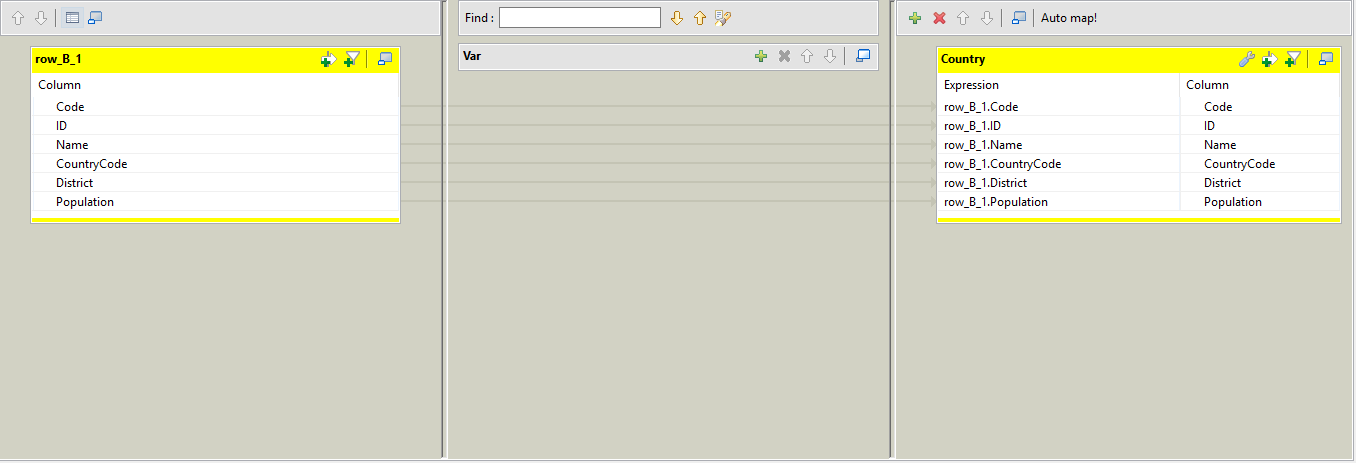 Find :
Auto map!
row_B_1
Var
Country
Column
Expression Column
Code
row_B_1.Code Code
ID
row_B_1.ID ID
Name
row_B_1.Name Name
CountryCode
row_B_1.CountryCode CountryCode
District
row_B_1.District District
Population
row_B_1.Population Population